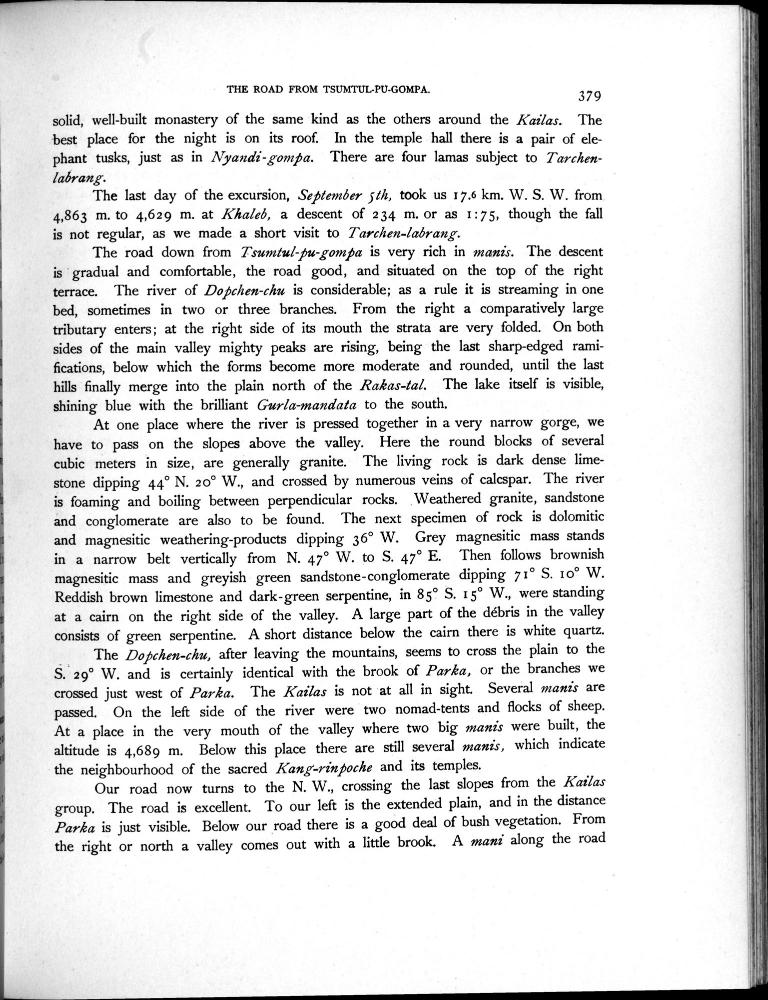 THE ROAD FROM TSUMTUL-PU-GOMPA.
379
solid, well-built monastery of the same kind as the others around the Kailas. The
best place for the night is on its roof. In the temple hall there is a pair of ele-
phant tusks, just as in Nyandi-gompa. There are four lamas subject to Tarchen-
labrang.
The last day of the excursion, September 5th, took us 17.6 km. W. S. W. from
4,863 m. to 4,629 m. at Khaleb, a descent of 234 m. or as 1:75, though the fall
is not regular, as we made a short visit to Tarchen-labrang.
The road down from Tsumtul-pu-gompa is very rich in manis. The descent
is gradual and comfortable, the road good, and situated on the top of the right
terrace. The river of Dopchen-chu is considerable; as a rule it is streaming in one
bed, sometimes in two or three branches. From the right a comparatively large
tributary enters; at the right side of its mouth the strata are very folded. On both
sides of the main valley mighty peaks are rising, being the last sharp-edged rami-
fications, below which the forms become more moderate and rounded, until the last
hills finally merge into the plain north of the Rakas-tal. The lake itself is visible,
shining blue with the brilliant Gurla-mandata to the south.
At one place where the river is pressed together in a very narrow gorge, we
have to pass on the slopes above the valley. Here the round blocks of several
cubic meters in size, are generally granite. The living rock is dark dense lime-
stone dipping 44° N. 20° W., and crossed by numerous veins of calcspar. The river
is foaming and boiling between perpendicular rocks. Weathered granite, sandstone
and conglomerate are also to be found. The next specimen of rock is dolomitic
and magnesitic weathering-products dipping 36° W. Grey magnesitic mass stands
in a narrow belt vertically from N. 47° W. to S. 47° E. Then follows brownish
magnesitic mass and greyish green sandstone-conglomerate dipping 71° S. 10° W.
Reddish brown limestone and dark-green serpentine, in 85° S. 15° W., were standing
at a cairn on the right side of the valley. A large part of the débris in the valley
consists of green serpentine. A short distance below the cairn there is white quartz.
The Dopchen-chu, after leaving the mountains, seems to cross the plain to the
S. 29° W. and is certainly identical with the brook of Parka, or the branches we
crossed just west of Parka. The Kailas is not at all in sight. Several manis are
passed. On the left side of the river were two nomad-tents and flocks of sheep.
At a place in the very mouth of the valley where two big manis were built, the
altitude is 4,689 m. Below this place there are still several manis, which indicate
the neighbourhood of the sacred Kang-rinpoche and its temples.
Our road now turns to the N. W., crossing the last slopes from the Kailas
group. The road is excellent. To our left is the extended plain, and in the distance
Parka is just visible. Below our road there is a good deal of bush vegetation. From
the right or north a valley comes out with a little brook. A mani along the road